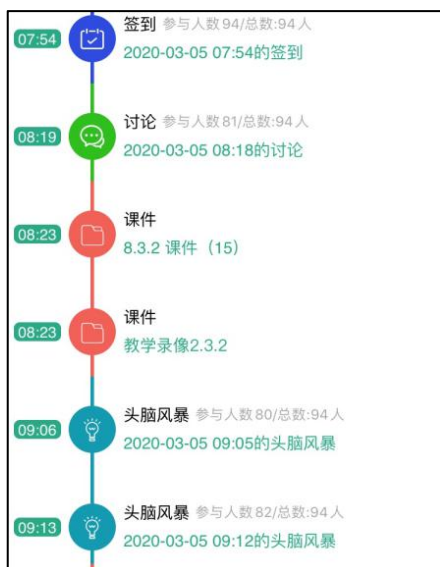 07:54
签到 参与人数94/总数:94人
2020-03-05 07:54的签到
08:19
讨论 参与人数81/总数:94人
2020-03-05 08:18的讨论
08:23
课件
8.3.2 课件（15）
08:23
课件
教学录像2.3.2
09:06
头脑风暴 参与人数80/总数:94人
2020-03-05 09:05的头脑风暴
09:13
头脑风暴 参与人数82/总数:94人
2020-03-05 09:12的头脑风暴